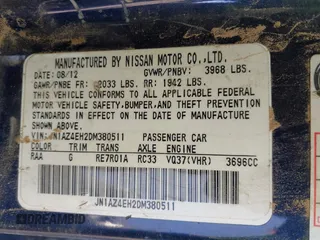 MANUFACTURED BY NISSAN MOTOR CO.,LTD.
DATE: 08/12 GVWR/PNBV: 3968 LBS.
GAWR/PNBE FR: 2033 LBS. RR: 1942 LBS.
THIS VEHICLE CONFORMS TO ALL APPLICABLE FEDERAL
MOTOR VEHICLE SAFETY,BUMPER,AND THEFT PREVENTION
STANDARDS IN EFFECT ON THE DATE OF MANUFACTURE
SHOWN ABOVE.
VIN:JN1AZ4EH2DM380511 PASSENGER CAR
COLOR TRIM TRANS AXLE ENGINE
RAA G RE7R01A RC33 VQ37(VHR) 3696CC
JN1AZ4EH2DM380511
DREAMBID